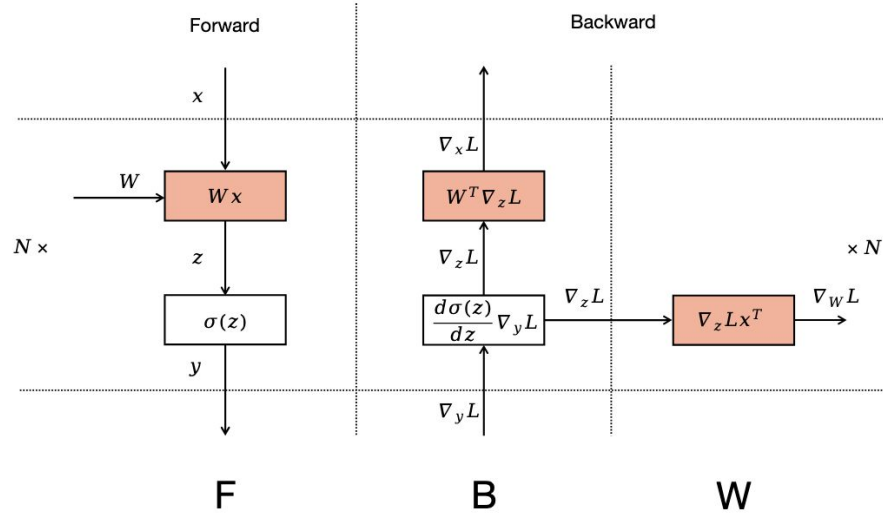 Forward
Backward
x
∇ₓL
W
Wx
Wᵀ∇_zL
N ×
z
∇_zL
× N
σ(z)
dσ(z)/dz ∇_yL
∇_zL
∇_zLxᵀ
∇_WL
y
∇_yL
F
B
W